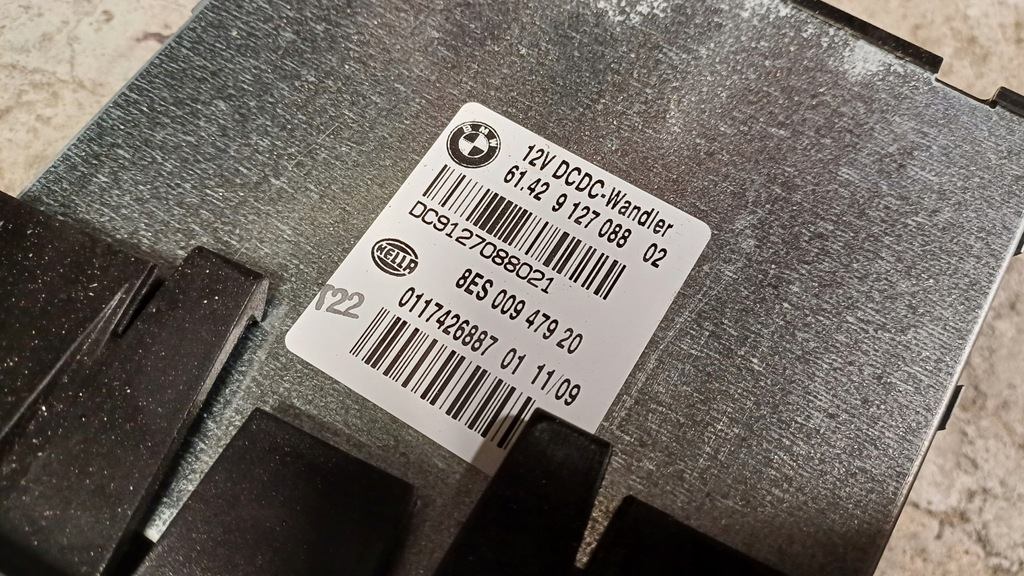 BMW
12V DCDC-Wandler
61.42 9 127 088 02
DC9127088021
HELLA
8ES 009 479 20
T22
0117426887 01 11/09